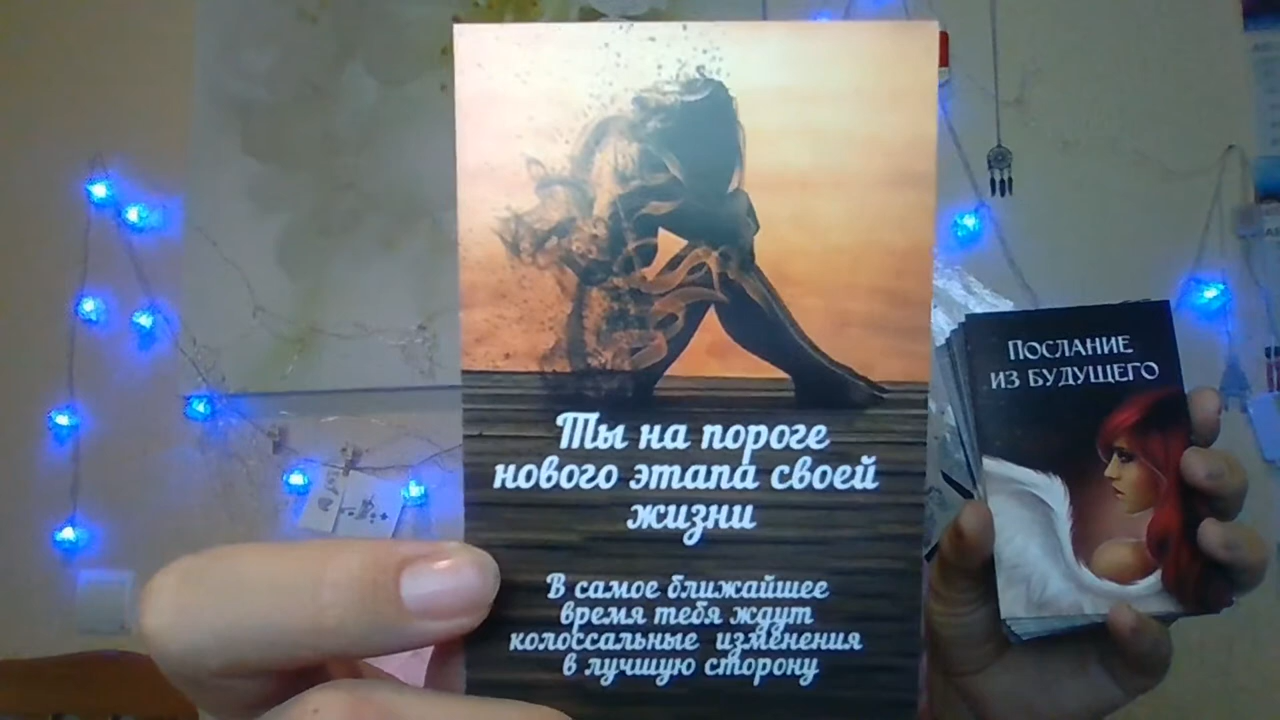 Ты на пороге
нового этапа своей
жизни
В самое ближайшее
время тебя ждут
колоссальные изменения
в лучшую сторону
ПОСЛАНИЕ
ИЗ БУДУЩЕГО